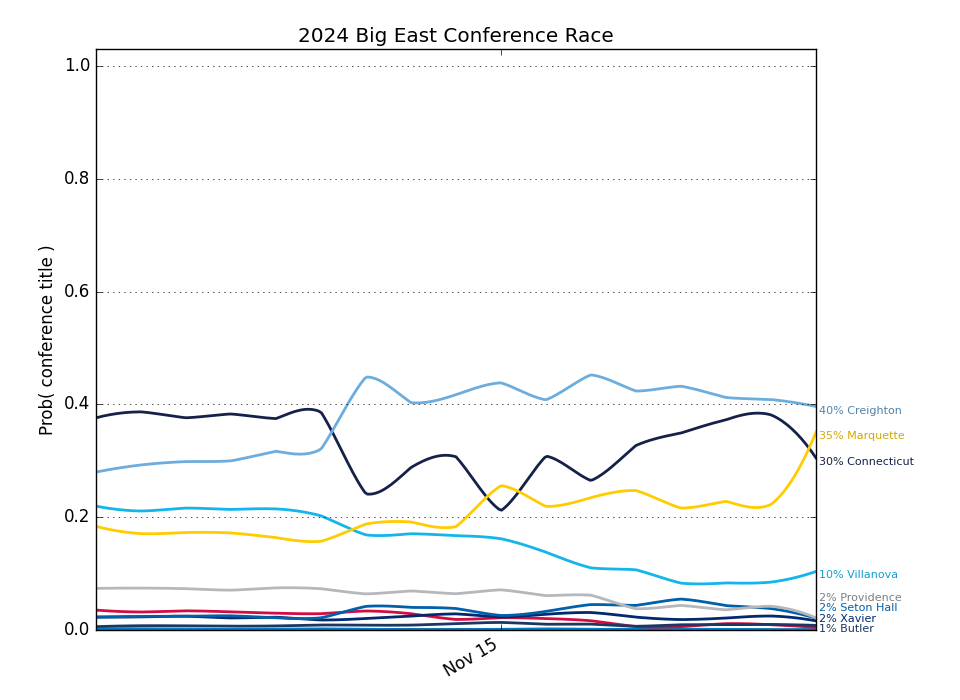 2024 Big East Conference Race
1.0
0.8
0.6
0.4
0.2
0.0
Prob( conference title )
Nov 15
40% Creighton
35% Marquette
30% Connecticut
10% Villanova
2% Providence
2% Seton Hall
2% Xavier
1% Butler